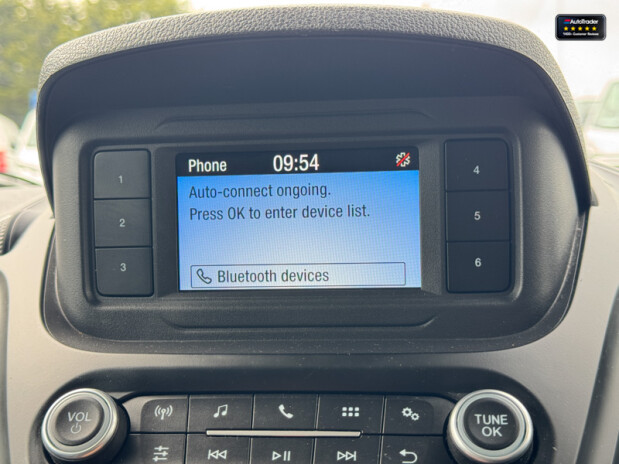 AutoTrader
Phone 09:54
Auto-connect ongoing.
Press OK to enter device list.
Bluetooth devices
1
2
3
4
5
6
VOL
TUNE
OK